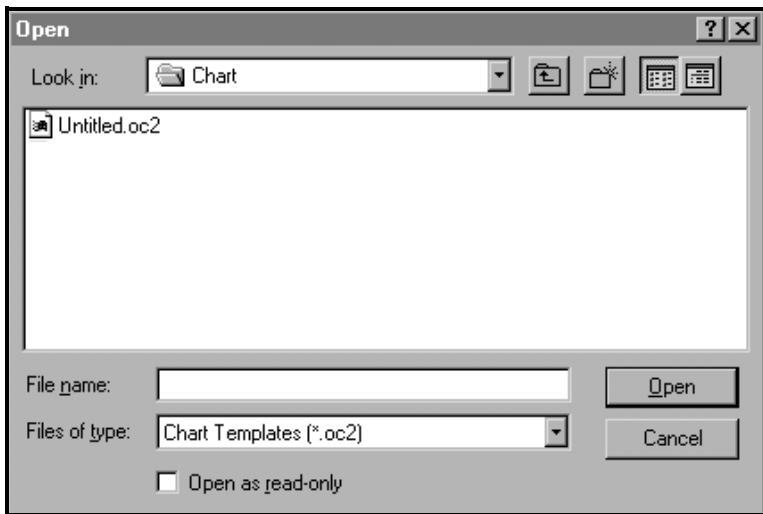 Open
Look in: Chart
Untitled.oc2
File name: Open
Files of type: Chart Templates (*.oc2) Cancel
Open as read-only